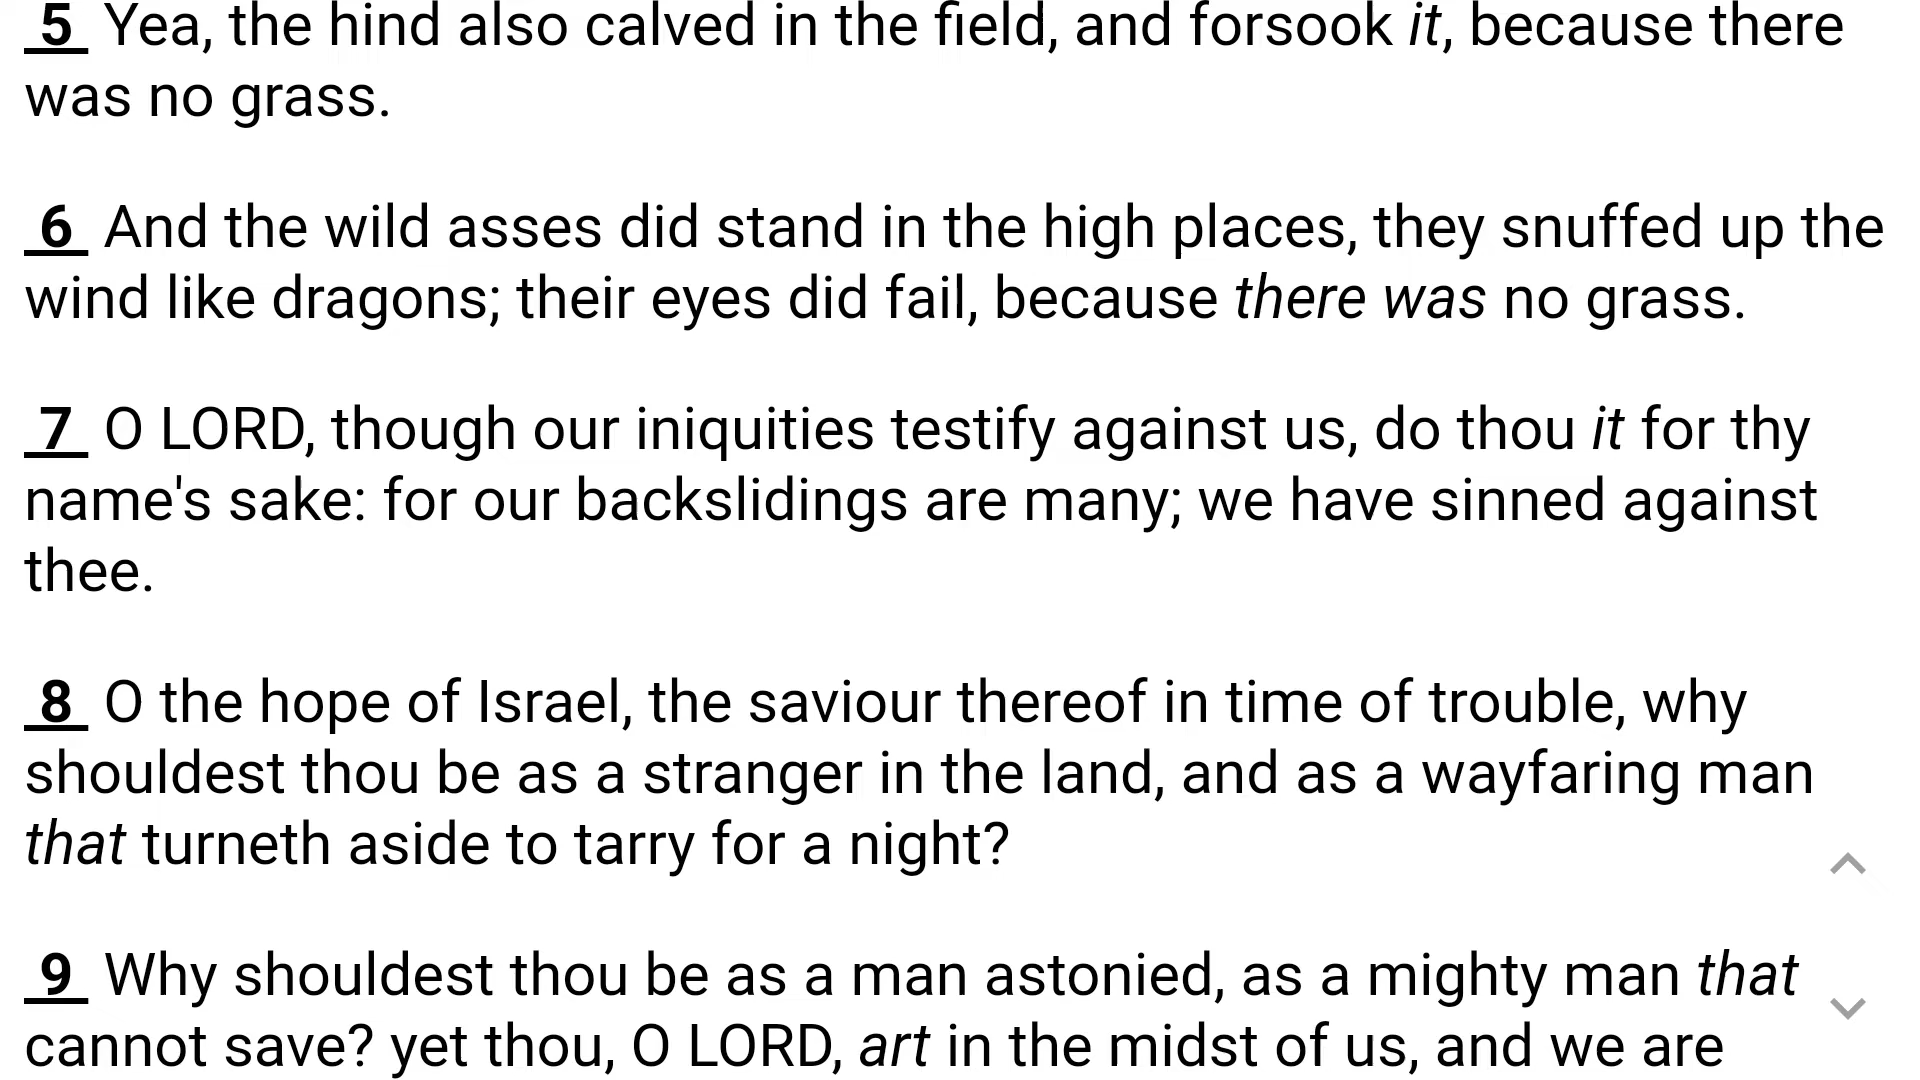 5 Yea, the hind also calved in the field, and forsook it, because there
was no grass.
6 And the wild asses did stand in the high places, they snuffed up the
wind like dragons; their eyes did fail, because there was no grass.
7 O LORD, though our iniquities testify against us, do thou it for thy
name's sake: for our backslidings are many; we have sinned against
thee.
8 O the hope of Israel, the saviour thereof in time of trouble, why
shouldest thou be as a stranger in the land, and as a wayfaring man
that turneth aside to tarry for a night?
9 Why shouldest thou be as a man astonied, as a mighty man that
cannot save? yet thou, O LORD, art in the midst of us, and we are